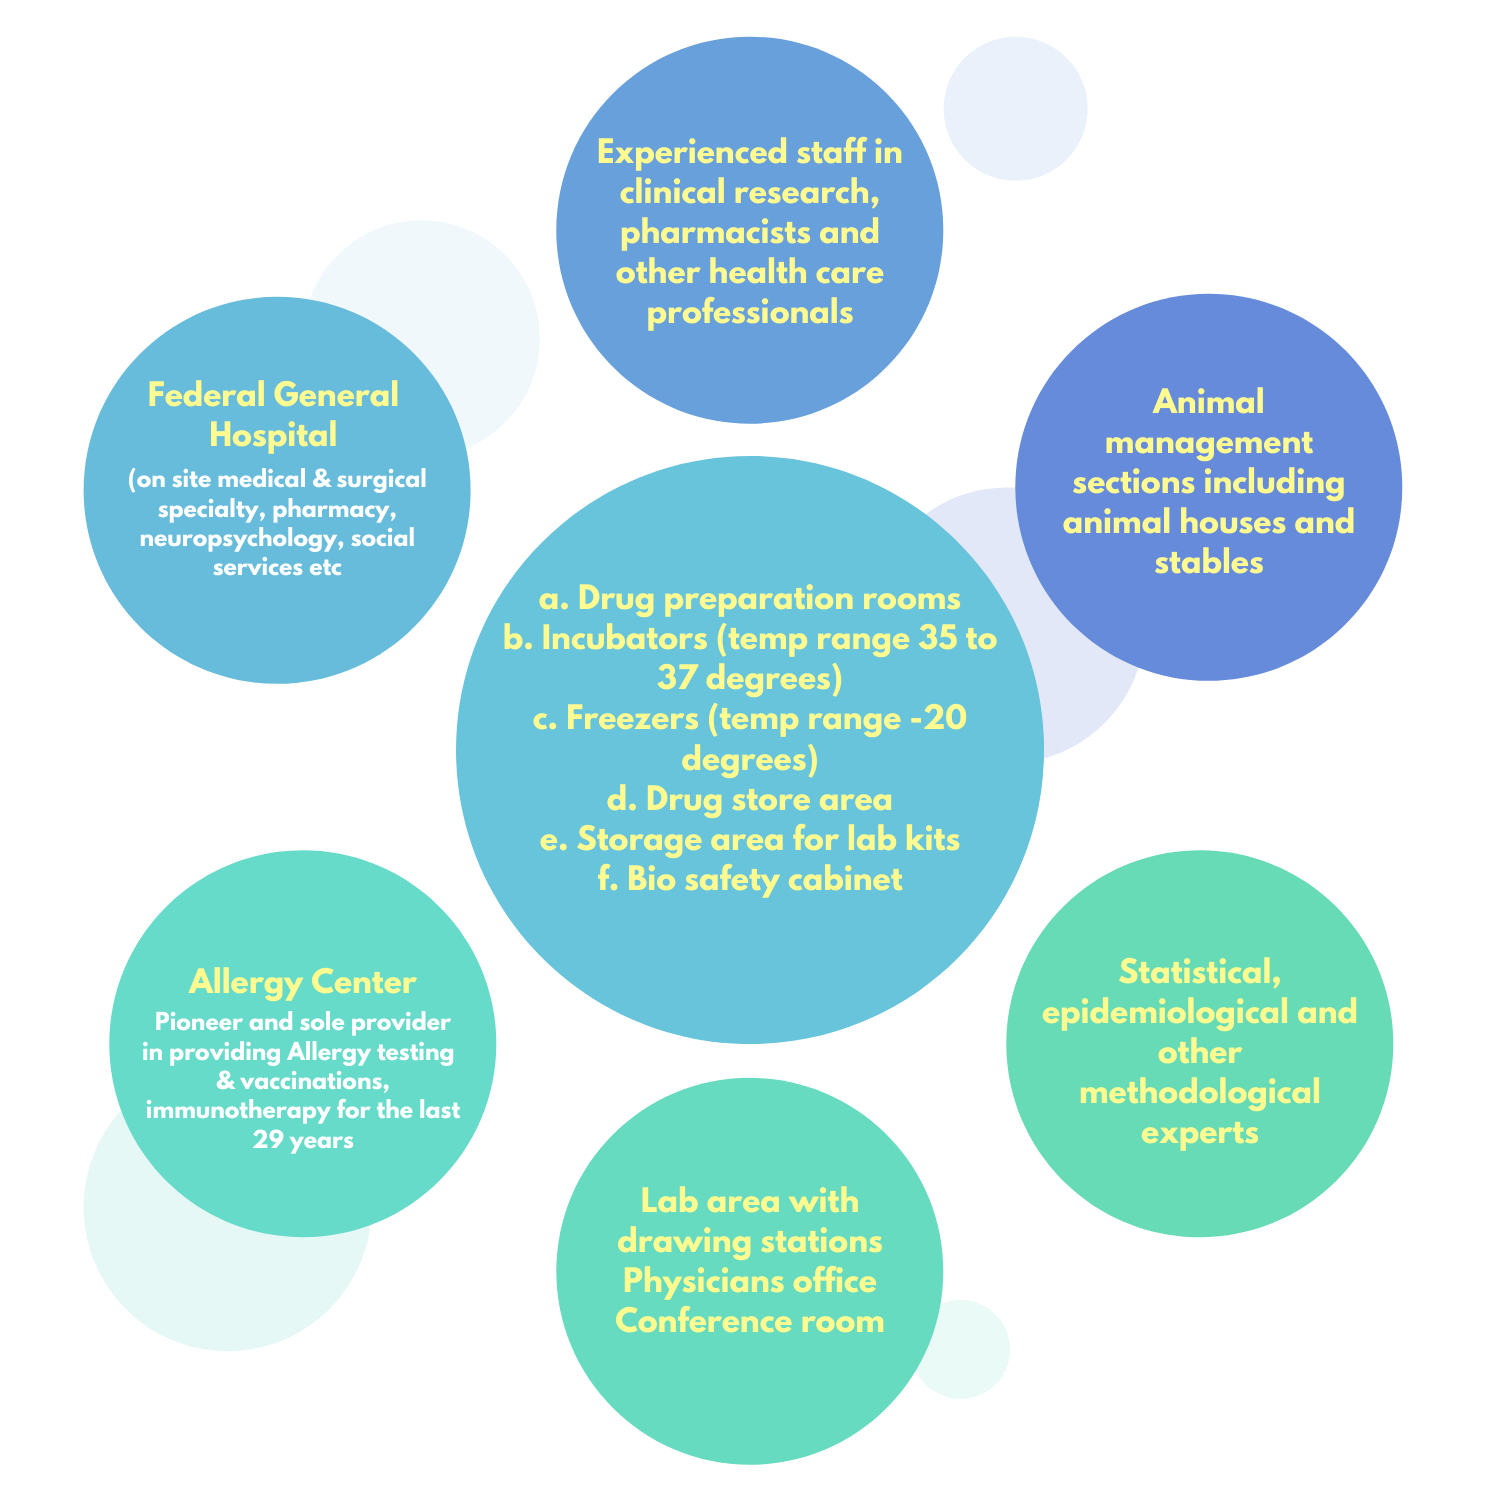 Experienced staff in
clinical research,
pharmacists and
other health care
professionals
Federal General
Hospital
(on site medical & surgical
specialty, pharmacy,
neuropsychology, social
services etc
Animal
management
sections including
animal houses and
stables
a. Drug preparation rooms
b. Incubators (temp range 35 to
37 degrees)
c. Freezers (temp range -20
degrees)
d. Drug store area
e. Storage area for lab kits
f. Bio safety cabinet
Allergy Center
Pioneer and sole provider
in providing Allergy testing
& vaccinations,
immunotherapy for the last
29 years
Statistical,
epidemiological and
other
methodological
experts
Lab area with
drawing stations
Physicians office
Conference room